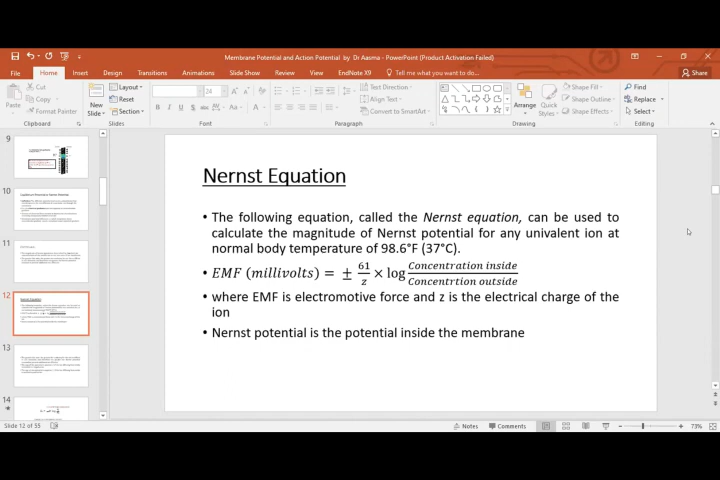 Membrane Potential and Action Potential by Dr Aasma - PowerPoint (Product Activation Failed)
File Home Insert Design Transitions Animations Slide Show Review View EndNote X9 Tell me what you want to do... Share
Paste
Cut
Copy
Format Painter
New Slide
Layout
Reset
Section
Text Direction
Align Text
Convert to SmartArt
Arrange
Quick Styles
Shape Fill
Shape Outline
Shape Effects
Find
Replace
Select
Clipboard Slides Font Paragraph Drawing Editing
9
10
11
12
13
14
Nernst Equation
• The following equation, called the Nernst equation, can be used to
calculate the magnitude of Nernst potential for any univalent ion at
normal body temperature of 98.6°F (37°C).
• EMF (millivolts) = ± 61/z × log Concentration inside/Concentrtion outside
• where EMF is electromotive force and z is the electrical charge of the
ion
• Nernst potential is the potential inside the membrane
Slide 12 of 55 Notes Comments 73%